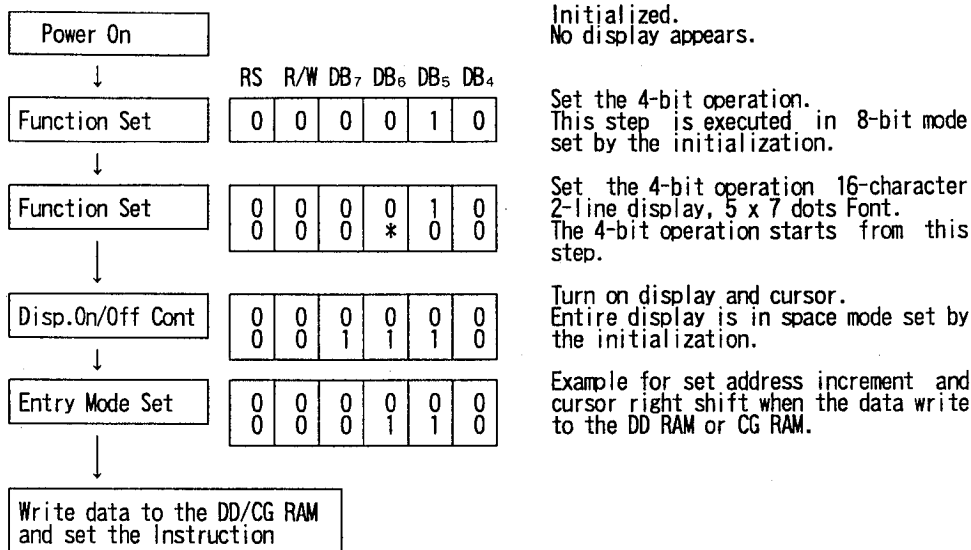 Power On
Initialized.
No display appears.
↓
RS R/W DB₇ DB₆ DB₅ DB₄
Function Set
0 0 0 0 1 0
Set the 4-bit operation.
This step is executed in 8-bit mode
set by the initialization.
↓
Function Set
0 0 0 0 1 0
0 0 0 * 0 0
Set the 4-bit operation 16-character
2-line display, 5 x 7 dots Font.
The 4-bit operation starts from this
step.
↓
Disp.On/Off Cont
0 0 0 0 0 0
0 0 1 1 1 0
Turn on display and cursor.
Entire display is in space mode set by
the initialization.
↓
Entry Mode Set
0 0 0 0 0 0
0 0 0 1 1 0
Example for set address increment and
cursor right shift when the data write
to the DD RAM or CG RAM.
↓
Write data to the DD/CG RAM
and set the Instruction